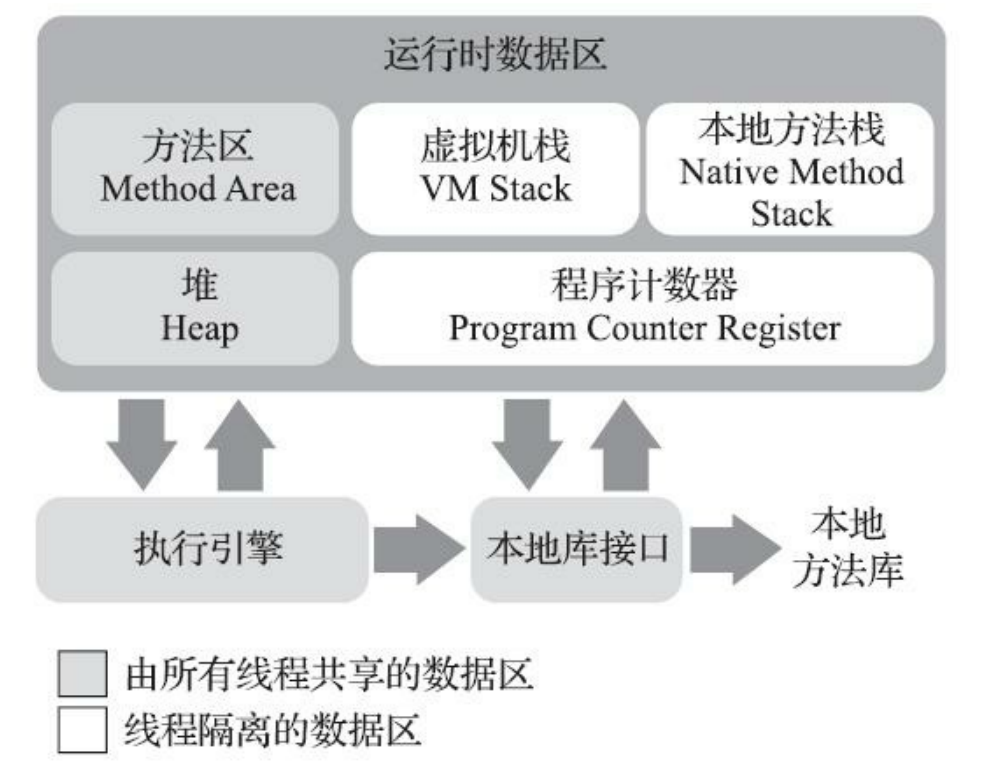 运行时数据区
方法区
Method Area
虚拟机栈
VM Stack
本地方法栈
Native Method
Stack
堆
Heap
程序计数器
Program Counter Register
执行引擎
本地库接口
本地
方法库
由所有线程共享的数据区
线程隔离的数据区